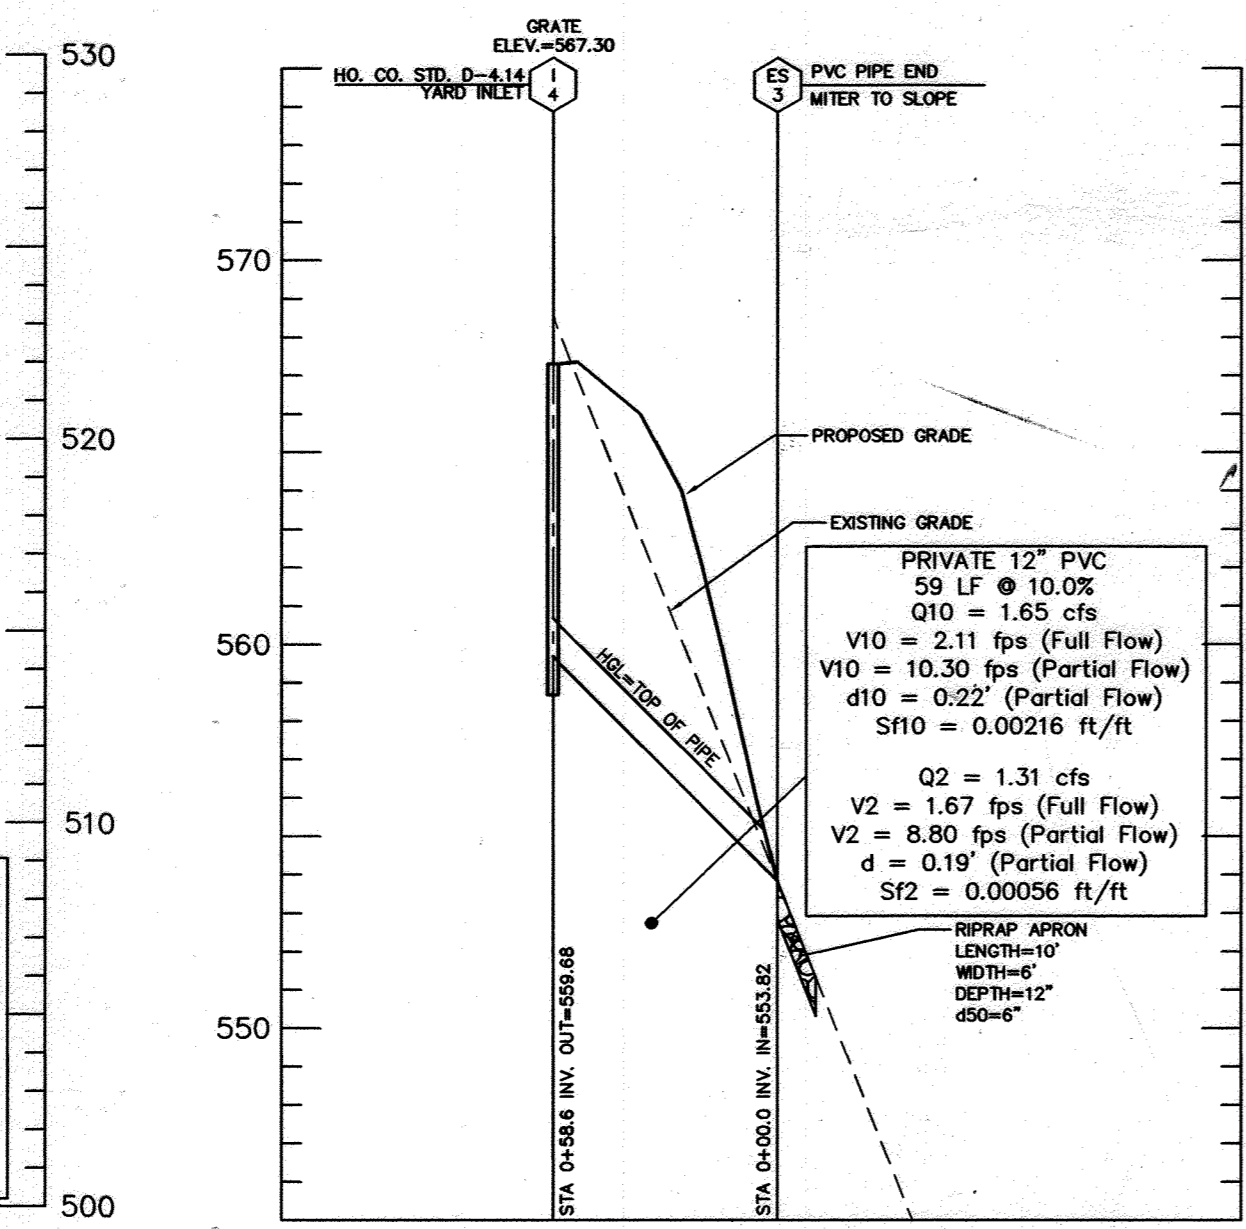 530
520
510
500
GRATE
ELEV.=567.30
HO. CO. STD. D-4.14
YARD INLET
I
4
ES
3
PVC PIPE END
MITER TO SLOPE
570
560
550
PROPOSED GRADE
EXISTING GRADE
HGL=TOP OF PIPE
PRIVATE 12" PVC
59 LF @ 10.0%
Q10 = 1.65 cfs
V10 = 2.11 fps (Full Flow)
V10 = 10.30 fps (Partial Flow)
d10 = 0.22' (Partial Flow)
Sf10 = 0.00216 ft/ft
Q2 = 1.31 cfs
V2 = 1.67 fps (Full Flow)
V2 = 8.80 fps (Partial Flow)
d = 0.19' (Partial Flow)
Sf2 = 0.00056 ft/ft
RIPRAP APRON
LENGTH=10'
WIDTH=6'
DEPTH=12"
d50=6"
STA 0+58.6 INV. OUT=559.68
STA 0+00.0 INV. IN=553.82